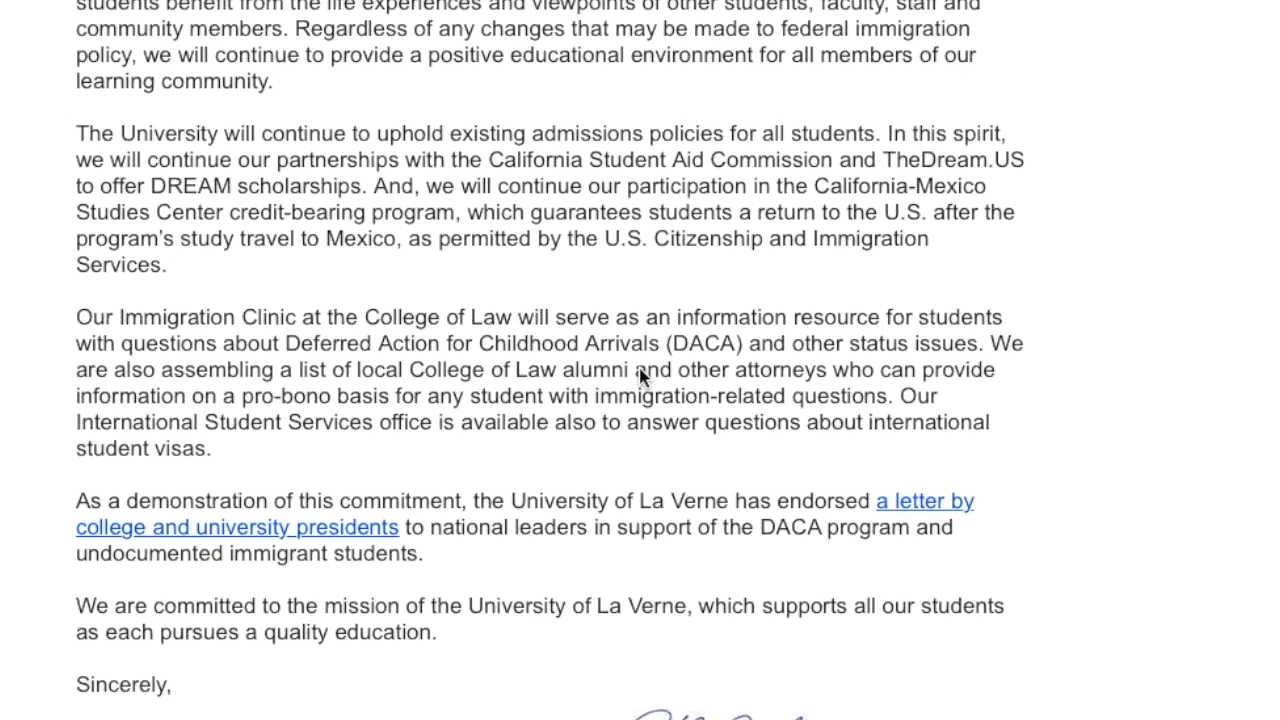 students benefit from the life experiences and viewpoints of other students, faculty, staff and
community members. Regardless of any changes that may be made to federal immigration
policy, we will continue to provide a positive educational environment for all members of our
learning community.
The University will continue to uphold existing admissions policies for all students. In this spirit,
we will continue our partnerships with the California Student Aid Commission and TheDream.US
to offer DREAM scholarships. And, we will continue our participation in the California-Mexico
Studies Center credit-bearing program, which guarantees students a return to the U.S. after the
program’s study travel to Mexico, as permitted by the U.S. Citizenship and Immigration
Services.
Our Immigration Clinic at the College of Law will serve as an information resource for students
with questions about Deferred Action for Childhood Arrivals (DACA) and other status issues. We
are also assembling a list of local College of Law alumni and other attorneys who can provide
information on a pro-bono basis for any student with immigration-related questions. Our
International Student Services office is available also to answer questions about international
student visas.
As a demonstration of this commitment, the University of La Verne has endorsed a letter by
college and university presidents to national leaders in support of the DACA program and
undocumented immigrant students.
We are committed to the mission of the University of La Verne, which supports all our students
as each pursues a quality education.
Sincerely,